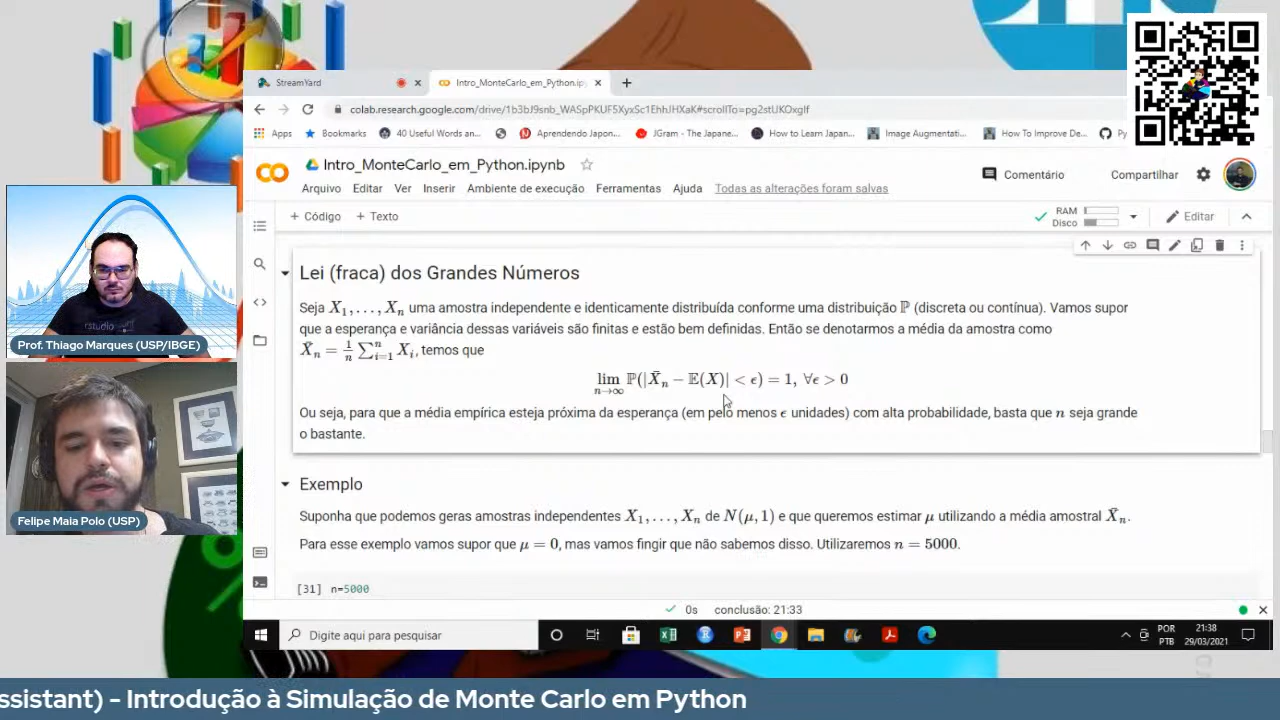 StreamYard
Intro_MonteCarlo_em_Python.ipy
colab.research.google.com/drive/1b3bJ9snb_WASpPKUF5XyxSc1EhhJHXaK#scrollTo=pg2stUKOxglf
Apps
Bookmarks
40 Useful Words an...
Aprendendo Japon...
JGram - The Japane...
How to Learn Japan...
Image Augmentati...
How To Improve De...
Py
Intro_MonteCarlo_em_Python.ipynb
Comentário
Compartilhar
Arquivo Editar Ver Inserir Ambiente de execução Ferramentas Ajuda Todas as alterações foram salvas
+ Código + Texto
RAM
Disco
Editar
Lei (fraca) dos Grandes Números
Seja X₁, . . . , Xₙ uma amostra independente e identicamente distribuída conforme uma distribuição ℙ (discreta ou contínua). Vamos supor
que a esperança e variância dessas variáveis são finitas e estão bem definidas. Então se denotarmos a média da amostra como
X̄ₙ = 1/n ∑ⁿᵢ₌₁ Xᵢ, temos que
lim n→∞ ℙ(|X̄ₙ − 𝔼(X)| < ϵ) = 1, ∀ϵ > 0
Ou seja, para que a média empírica esteja próxima da esperança (em pelo menos ϵ unidades) com alta probabilidade, basta que n seja grande
o bastante.
Exemplo
Suponha que podemos geras amostras independentes X₁, . . . , Xₙ de N(μ, 1) e que queremos estimar μ utilizando a média amostral X̄ₙ.
Para esse exemplo vamos supor que μ = 0, mas vamos fingir que não sabemos disso. Utilizaremos n = 5000.
[31] n=5000
0s conclusão: 21:33
Prof. Thiago Marques (USP/IBGE)
Felipe Maia Polo (USP)
Digite aqui para pesquisar
POR
PTB
21:38
29/03/2021
ssistant) - Introdução à Simulação de Monte Carlo em Python